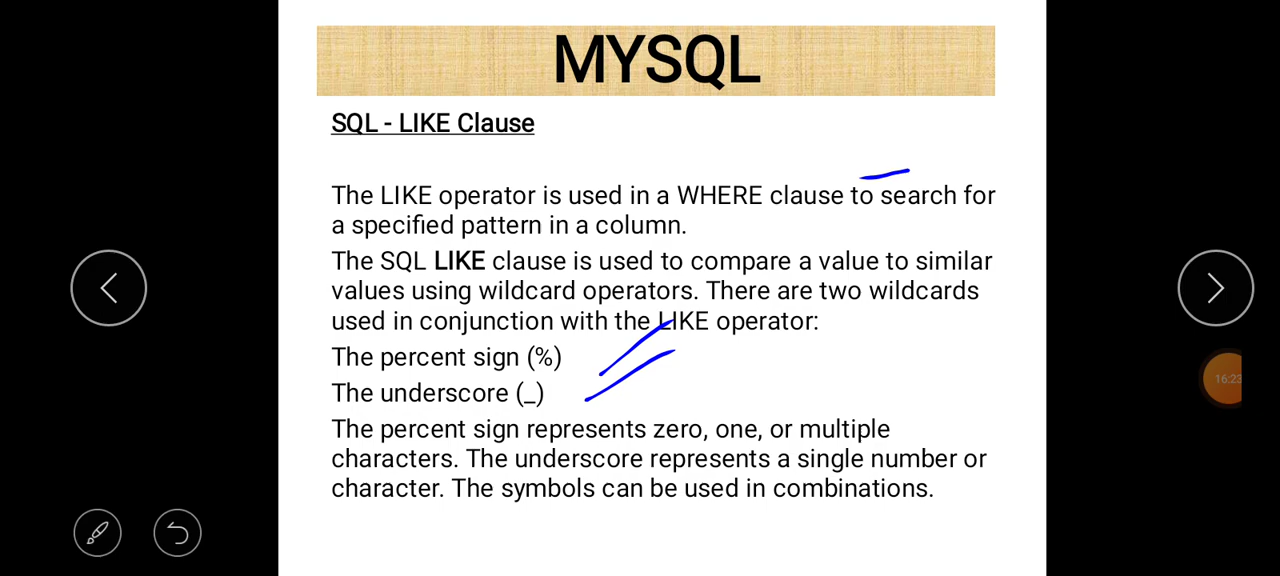 MYSQL
SQL - LIKE Clause
The LIKE operator is used in a WHERE clause to search for
a specified pattern in a column.
The SQL LIKE clause is used to compare a value to similar
values using wildcard operators. There are two wildcards
used in conjunction with the LIKE operator:
The percent sign (%)
The underscore (_)
The percent sign represents zero, one, or multiple
characters. The underscore represents a single number or
character. The symbols can be used in combinations.
16:23